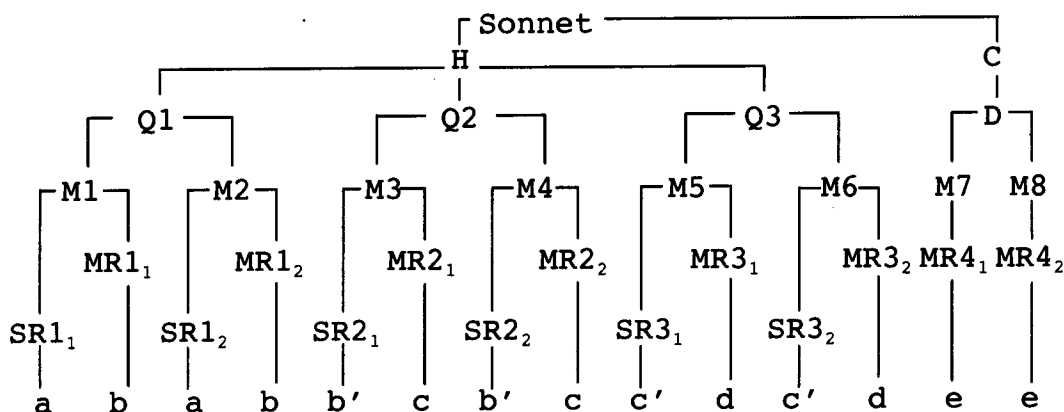 Sonnet
H C
Q1 Q2 Q3 D
M1 M2 M3 M4 M5 M6 M7 M8
MR1₁ MR1₂ MR2₁ MR2₂ MR3₁ MR3₂ MR4₁ MR4₂
SR1₁ SR1₂ SR2₁ SR2₂ SR3₁ SR3₂
a b a b b' c b' c c' d c' d e e